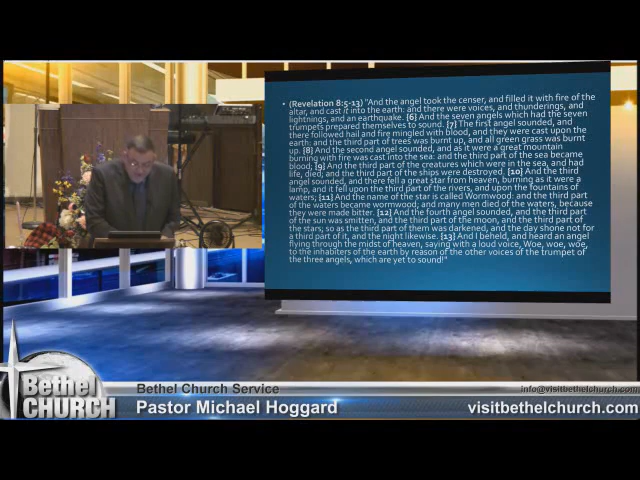 • (Revelation 8:5-13) "And the angel took the censer, and filled it with fire of the
altar, and cast it into the earth: and there were voices, and thunderings, and
lightnings, and an earthquake. [6] And the seven angels which had the seven
trumpets prepared themselves to sound. [7] The first angel sounded, and
there followed hail and fire mingled with blood, and they were cast upon the
earth: and the third part of trees was burnt up, and all green grass was burnt
up. [8] And the second angel sounded, and as it were a great mountain
burning with fire was cast into the sea: and the third part of the sea became
blood; [9] And the third part of the creatures which were in the sea, and had
life, died; and the third part of the ships were destroyed. [10] And the third
angel sounded, and there fell a great star from heaven, burning as it were a
lamp, and it fell upon the third part of the rivers, and upon the fountains of
waters; [11] And the name of the star is called Wormwood: and the third part
of the waters became wormwood; and many men died of the waters, because
they were made bitter. [12] And the fourth angel sounded, and the third part
of the sun was smitten, and the third part of the moon, and the third part of
the stars; so as the third part of them was darkened, and the day shone not for
a third part of it, and the night likewise. [13] And I beheld, and heard an angel
flying through the midst of heaven, saying with a loud voice, Woe, woe, woe,
to the inhabiters of the earth by reason of the other voices of the trumpet of
the three angels, which are yet to sound!"
Bethel
CHURCH
Bethel Church Service
info@visitbethelchurch.com
Pastor Michael Hoggard
visitbethelchurch.com